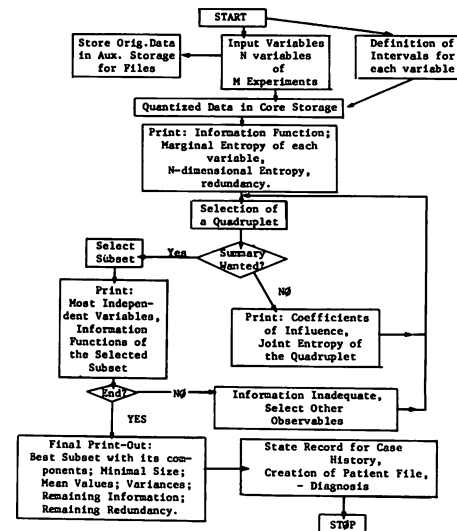 START
Store Orig.Data
in Aux. Storage
for Files
Input Variables
N variables
of
M Experiments
Definition of
Intervals for
each variable
Quantized Data in Core Storage
Print: Information Function;
Marginal Entropy of each
variable,
N-dimensional Entropy,
redundancy.
Selection of
a Quadruplet
Select
Subset
Yes
Summary
Wanted?
NØ
Print:
Most Indepen-
dent Variables,
Information
Functions of
the Selected
Subset
Print: Coefficients
of Influence,
Joint Entropy of
the Quadruplet
End?
NØ
Information Inadequate,
Select Other
Observables
YES
Final Print-Out:
Best Subset with its com-
ponents; Minimal Size;
Mean Values; Variances;
Remaining Information;
Remaining Redundancy.
State Record for Case
History,
Creation of Patient File,
- Diagnosis
STØP